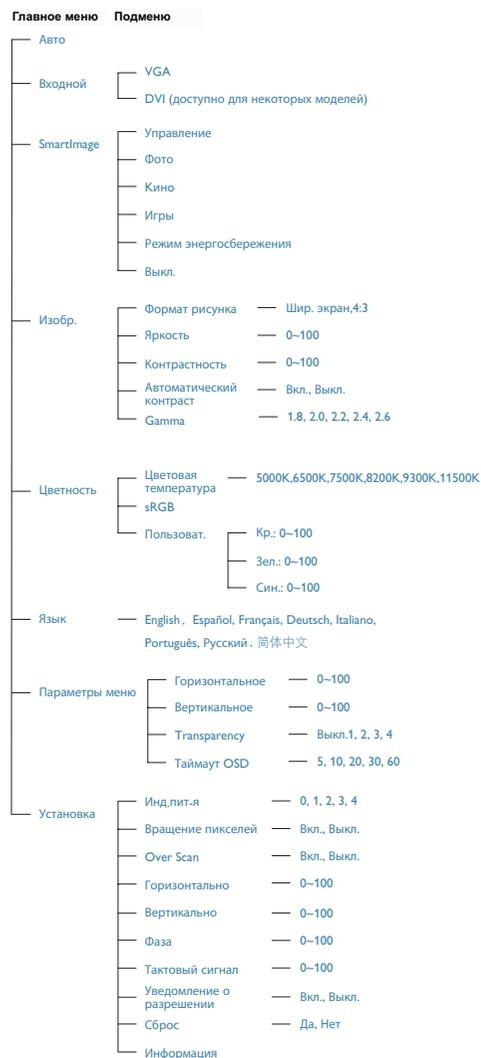 Главное меню Подменю
Авто
Входной
VGA
DVI (доступно для некоторых моделей)
SmartImage
Управление
Фото
Кино
Игры
Режим энергосбережения
Выкл.
Изобр.
Формат рисунка Шир. экран,4:3
Яркость 0~100
Контрастность 0~100
Автоматический
контраст
Вкл., Выкл.
Gamma 1.8, 2.0, 2.2, 2.4, 2.6
Цветность
Цветовая
температура
5000K,6500K,7500K,8200K,9300K,11500K
sRGB
Пользоват.
Кр.: 0~100
Зел.: 0~100
Син.: 0~100
Язык
English, Español, Français, Deutsch, Italiano,
Português, Русский, 简体中文
Параметры меню
Горизонтальное 0~100
Вертикальное 0~100
Transparency Выкл.1, 2, 3, 4
Таймаут OSD 5, 10, 20, 30, 60
Установка
Инд.пит-я 0, 1, 2, 3, 4
Вращение пикселей Вкл., Выкл.
Over Scan Вкл., Выкл.
Горизонтально 0~100
Вертикально 0~100
Фаза 0~100
Тактовый сигнал 0~100
Уведомление о
разрешении
Вкл., Выкл.
Сброс Да, Нет
Информация